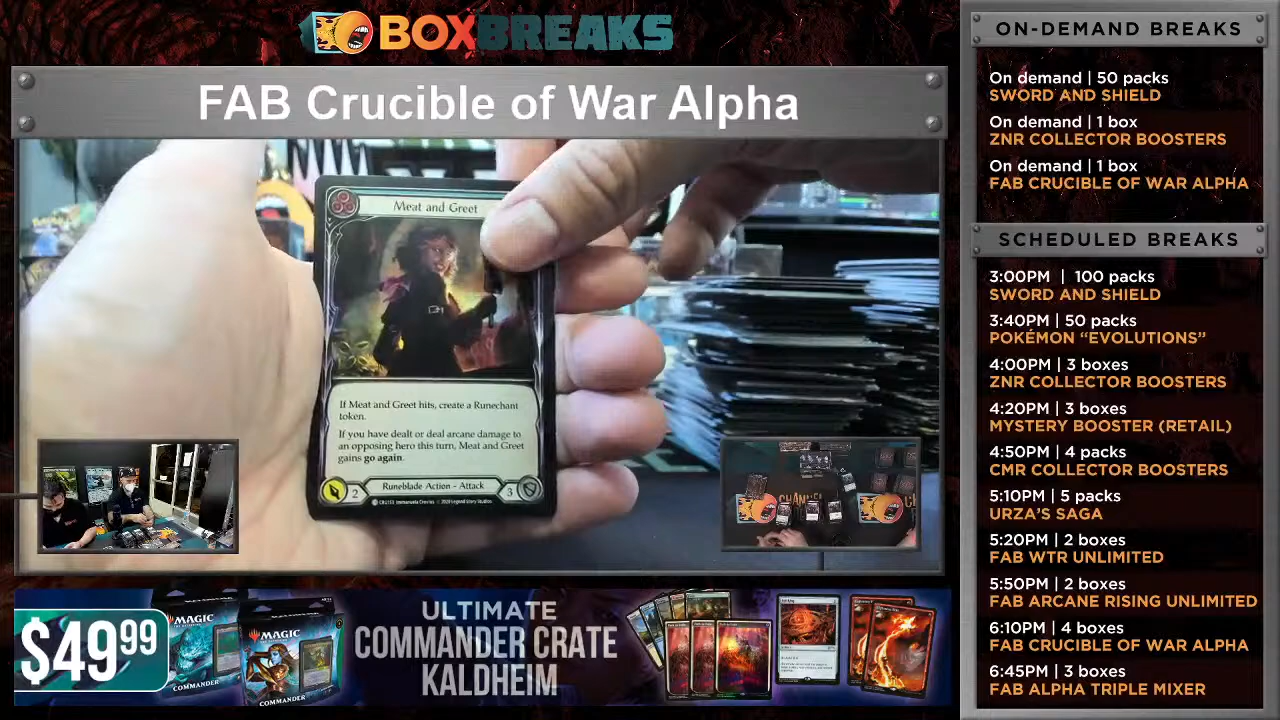 BOXBREAKS
FAB Crucible of War Alpha
Meat and Greet
If Meat and Greet hits, create a Runechant
token.
If you have dealt or deal arcane damage to
an opposing hero this turn, Meat and Greet
gains go again.
2
Runeblade Action - Attack
3
CHANNEL
$49.99
MAGIC
COMMANDER
MAGIC
COMMANDER
ULTIMATE
COMMANDER CRATE
KALDHEIM
ON-DEMAND BREAKS
On demand | 50 packs
SWORD AND SHIELD
On demand | 1 box
ZNR COLLECTOR BOOSTERS
On demand | 1 box
FAB CRUCIBLE OF WAR ALPHA
SCHEDULED BREAKS
3:00PM | 100 packs
SWORD AND SHIELD
3:40PM | 50 packs
POKÉMON “EVOLUTIONS”
4:00PM | 3 boxes
ZNR COLLECTOR BOOSTERS
4:20PM | 3 boxes
MYSTERY BOOSTER (RETAIL)
4:50PM | 4 packs
CMR COLLECTOR BOOSTERS
5:10PM | 5 packs
URZA'S SAGA
5:20PM | 2 boxes
FAB WTR UNLIMITED
5:50PM | 2 boxes
FAB ARCANE RISING UNLIMITED
6:10PM | 4 boxes
FAB CRUCIBLE OF WAR ALPHA
6:45PM | 3 boxes
FAB ALPHA TRIPLE MIXER